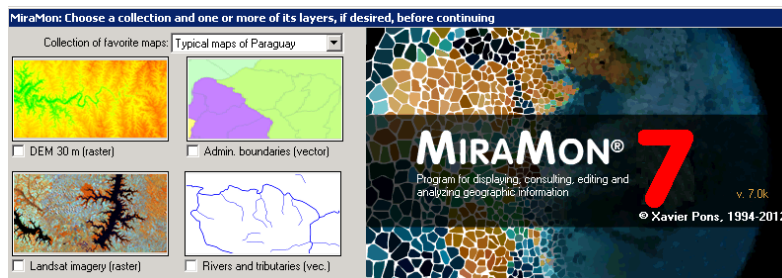 MiraMon: Choose a collection and one or more of its layers, if desired, before continuing
Collection of favorite maps: Typical maps of Paraguay
DEM 30 m (raster)
Admin. boundaries (vector)
Landsat imagery (raster)
Rivers and tributaries (vec.)
MIRAMON® 7
Program for displaying, consulting, editing and
analyzing geographic information
v. 7.0k
© Xavier Pons, 1994-2012